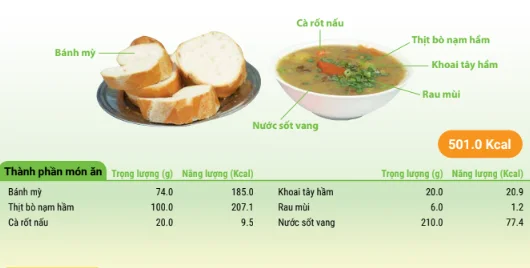 Cà rốt nấu
Bánh mỳ
Thịt bò nạm hầm
Khoai tây hầm
Rau mùi
Nước sốt vang
501.0 Kcal
Thành phần món ăn Trọng lượng (g) Năng lượng (Kcal) Trọng lượng (g) Năng lượng (Kcal)
Bánh mỳ 74.0 185.0 Khoai tây hầm 20.0 20.9
Thịt bò nạm hầm 100.0 207.1 Rau mùi 6.0 1.2
Cà rốt nấu 20.0 9.5 Nước sốt vang 210.0 77.4